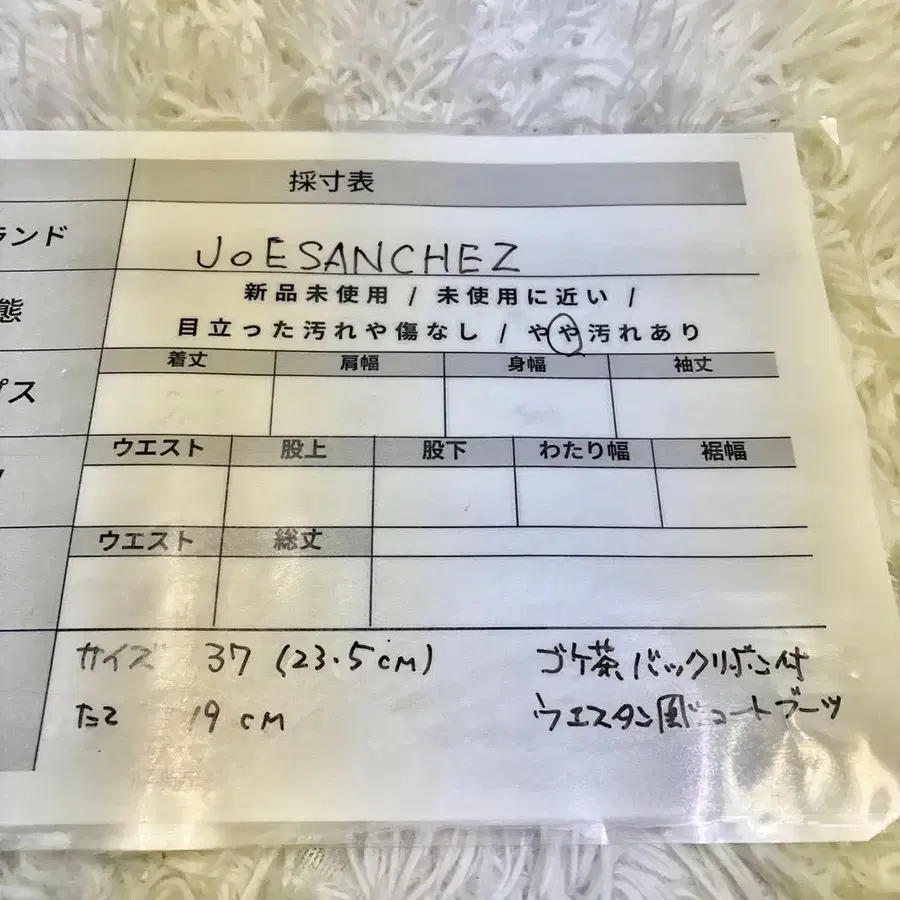 採寸表
ランド
JoESANCHEZ
態
新品未使用 / 未使用に近い /
目立った汚れや傷なし / やや汚れあり
プス
着丈 肩幅 身幅 袖丈
ウエスト 股上 股下 わたり幅 裾幅
ウエスト 総丈
サイズ 37 (23.5cm) コゲ茶バックリボン付
たて 19cm ウエスタン風ショートブーツ